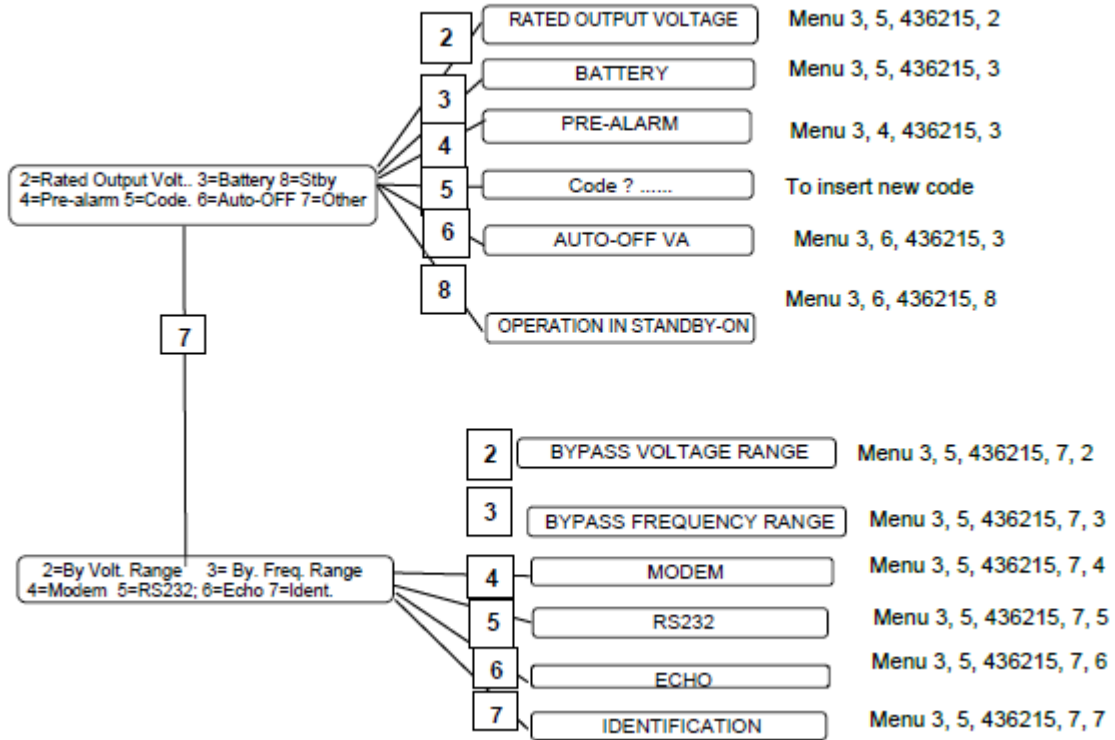 2
RATED OUTPUT VOLTAGE
Menu 3, 5, 436215, 2
3
BATTERY
Menu 3, 5, 436215, 3
4
PRE-ALARM
Menu 3, 4, 436215, 3
2=Rated Output Volt.. 3=Battery 8=Stby
4=Pre-alarm 5=Code. 6=Auto-OFF 7=Other
5
Code ? ......
To insert new code
6
AUTO-OFF VA
Menu 3, 6, 436215, 3
8
OPERATION IN STANDBY-ON
Menu 3, 6, 436215, 8
7
2
BYPASS VOLTAGE RANGE
Menu 3, 5, 436215, 7, 2
3
BYPASS FREQUENCY RANGE
Menu 3, 5, 436215, 7, 3
2=By Volt. Range 3= By. Freq. Range
4=Modem 5=RS232; 6=Echo 7=Ident.
4
MODEM
Menu 3, 5, 436215, 7, 4
5
RS232
Menu 3, 5, 436215, 7, 5
6
ECHO
Menu 3, 5, 436215, 7, 6
7
IDENTIFICATION
Menu 3, 5, 436215, 7, 7